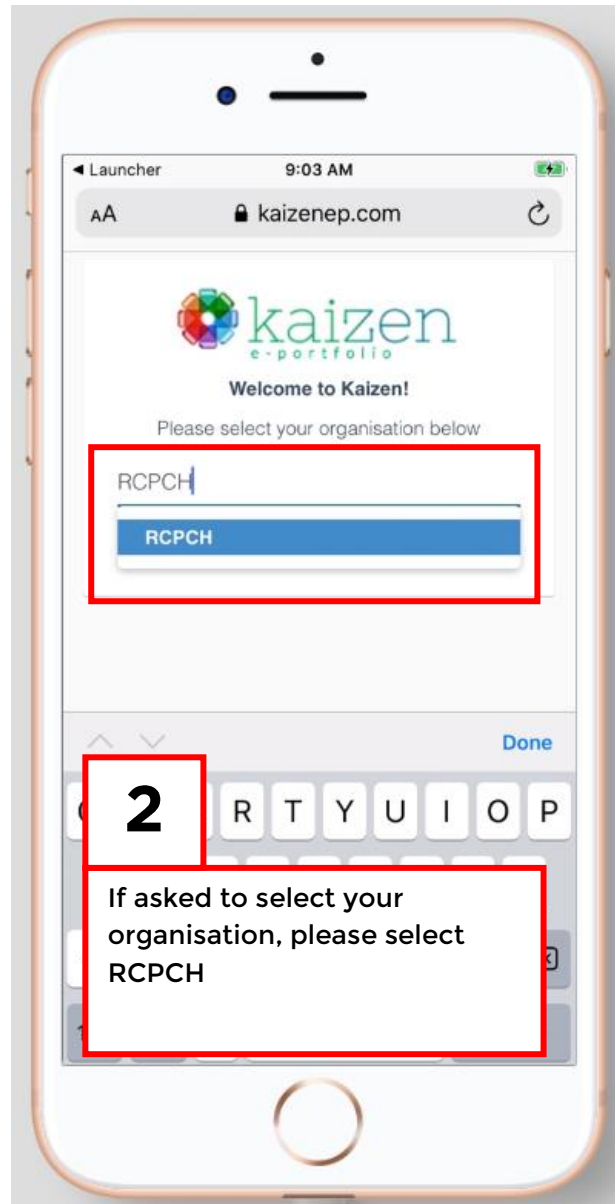 ◀ Launcher 9:03 AM
AA kaizenep.com
kaizen
e-portfolio
Welcome to Kaizen!
Please select your organisation below
RCPCH
RCPCH
Done
2
R T Y U I O P
If asked to select your
organisation, please select
RCPCH